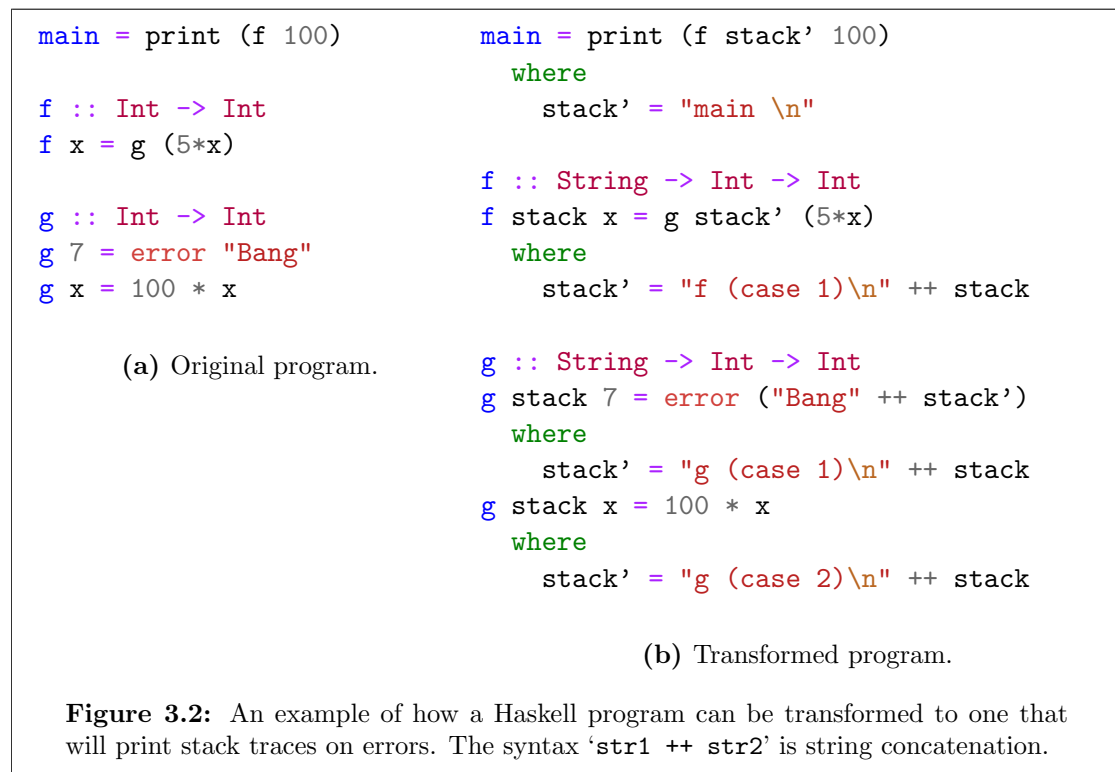 main = print (f 100)

f :: Int -> Int
f x = g (5*x)

g :: Int -> Int
g 7 = error "Bang"
g x = 100 * x

(a) Original program.

main = print (f stack’ 100)
  where
    stack’ = "main \n"

f :: String -> Int -> Int
f stack x = g stack’ (5*x)
  where
    stack’ = "f (case 1)\n" ++ stack

g :: String -> Int -> Int
g stack 7 = error ("Bang" ++ stack’)
  where
    stack’ = "g (case 1)\n" ++ stack
g stack x = 100 * x
  where
    stack’ = "g (case 2)\n" ++ stack

(b) Transformed program.

Figure 3.2: An example of how a Haskell program can be transformed to one that
will print stack traces on errors. The syntax ‘str1 ++ str2’ is string concatenation.